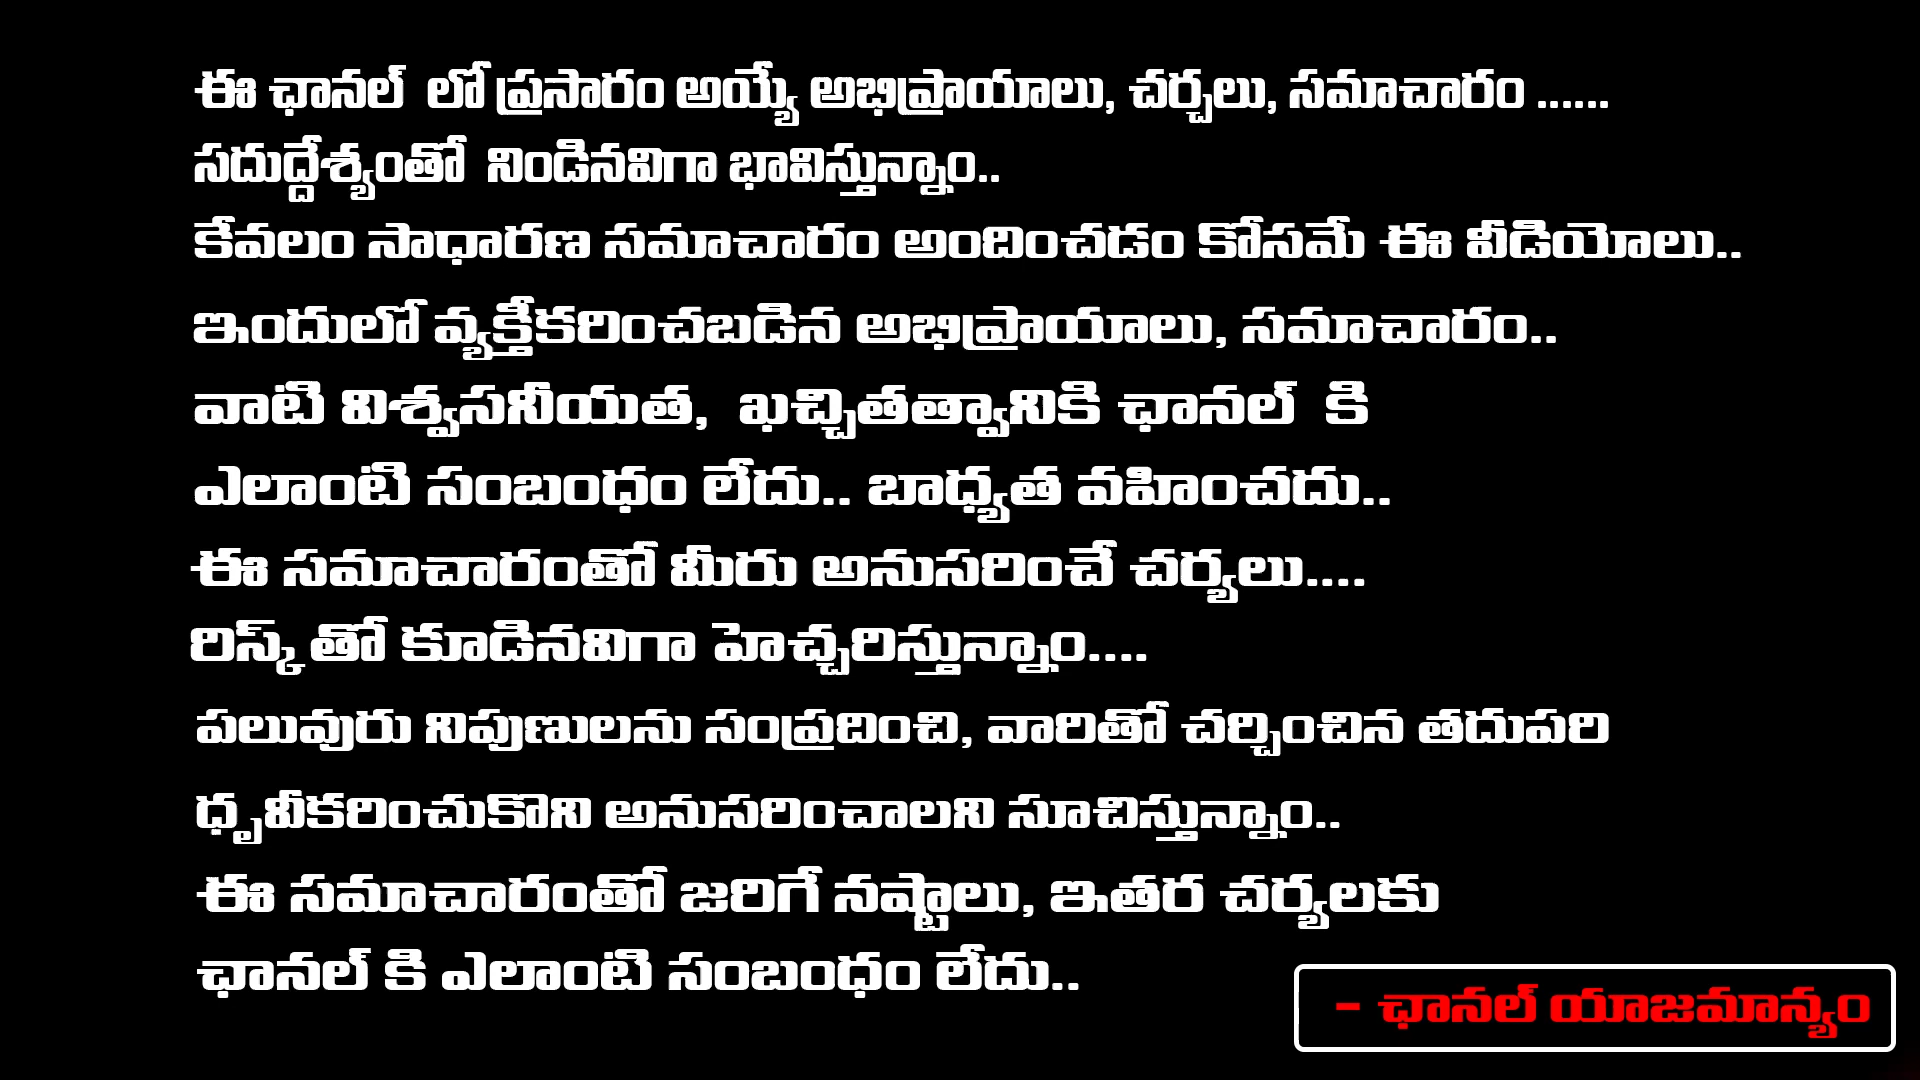 ఈ ఛానల్ లో ప్రసారం అయ్యే అభిప్రాయాలు, చర్చలు, సమాచారం ......
సదుద్దేశ్యంతో నిండినవిగా భావిస్తున్నాం..
కేవలం సాధారణ సమాచారం అందించడం కోసమే ఈ వీడియోలు..
ఇందులో వ్యక్తీకరించబడిన అభిప్రాయాలు, సమాచారం..
వాటి విశ్వసనీయత, ఖచ్చితత్వానికి ఛానల్ కి
ఎలాంటి సంబంధం లేదు.. బాధ్యత వహించదు..
ఈ సమాచారంతో మీరు అనుసరించే చర్యలు....
రిస్క్ తో కూడినవిగా హెచ్చరిస్తున్నాం....
పలువురు నిపుణులను సంప్రదించి, వారితో చర్చించిన తదుపరి
ధృవీకరించుకొని అనుసరించాలని సూచిస్తున్నాం..
ఈ సమాచారంతో జరిగే నష్టాలు, ఇతర చర్యలకు
ఛానల్ కి ఎలాంటి సంబంధం లేదు..
- ఛానల్ యాజమాన్యం